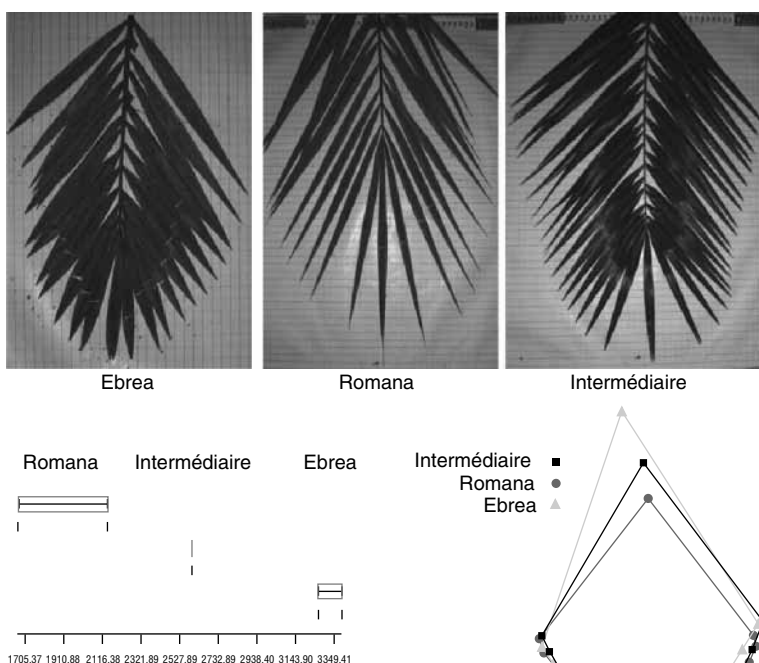 Ebrea Romana Intermédiaire
Romana Intermédiaire Ebrea
Intermédiaire
Romana
Ebrea
1705.37 1910.88 2116.38 2321.89 2527.89 2732.89 2938.40 3143.90 3349.41